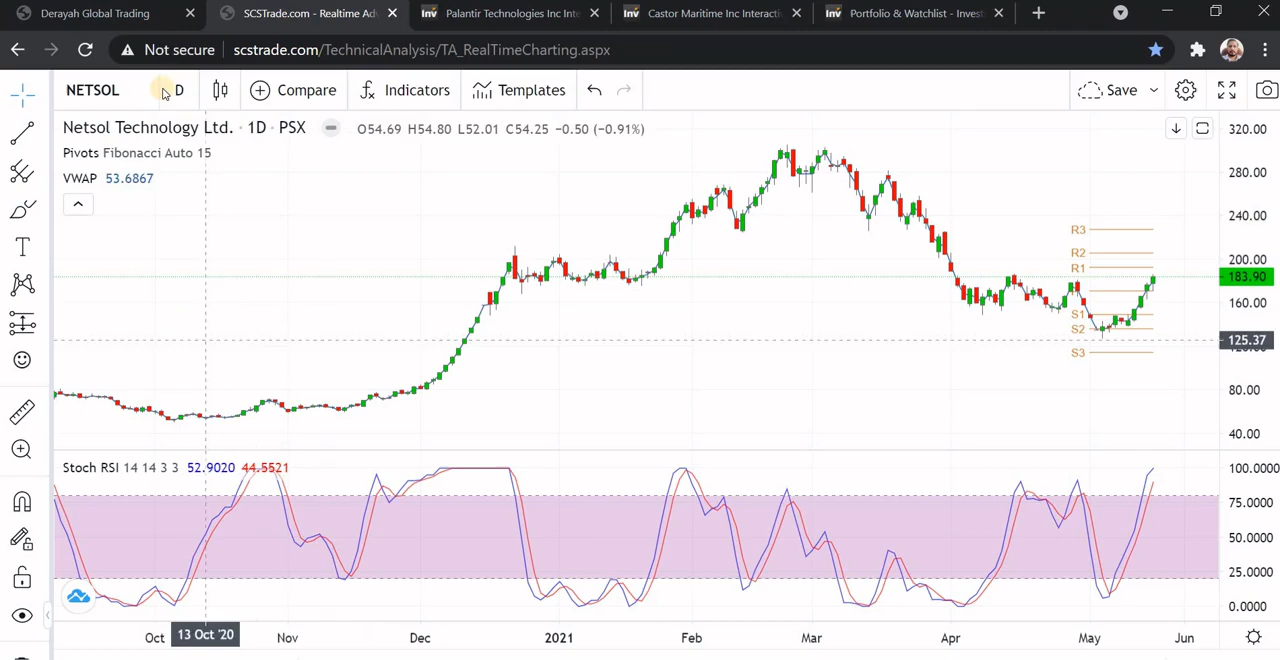 Derayah Global Trading
SCSTrade.com - Realtime Adv
Palantir Technologies Inc Inte
Castor Maritime Inc Interacti
Portfolio & Watchlist - Invest
Not secure scstrade.com/TechnicalAnalysis/TA_RealTimeCharting.aspx
NETSOL D Compare Indicators Templates Save
Netsol Technology Ltd. · 1D · PSX O54.69 H54.80 L52.01 C54.25 -0.50 (-0.91%)
Pivots Fibonacci Auto 15
VWAP 53.6867
320.00
280.00
240.00
R3
R2
200.00
R1
183.90
160.00
S1
S2
125.37
S3
80.00
40.00
Stoch RSI 14 14 3 3 52.9020 44.5521
100.0000
75.0000
50.0000
25.0000
0.0000
Oct 13 Oct '20 Nov Dec 2021 Feb Mar Apr May Jun